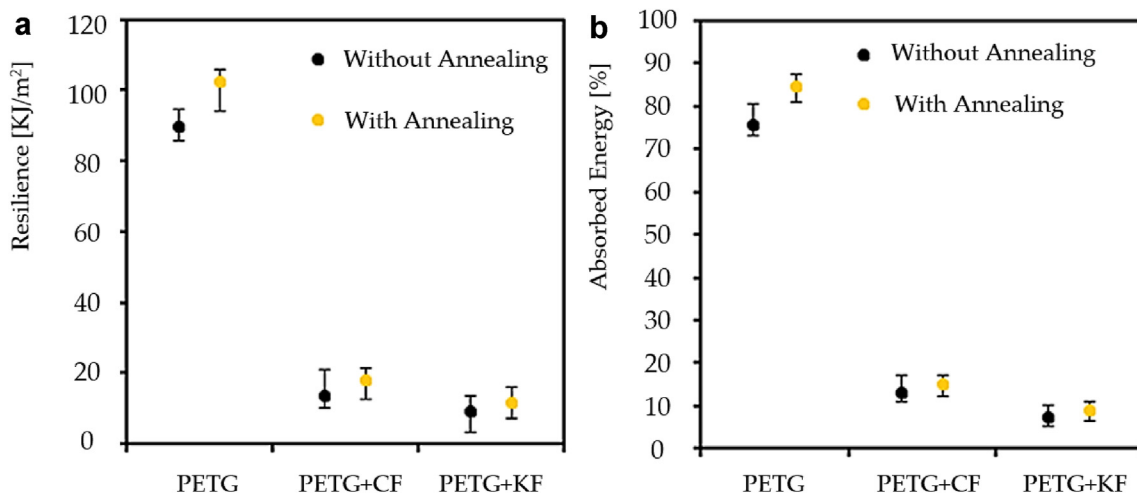 a
Resilience [KJ/m²]
120
100
80
60
40
20
0
Without Annealing
With Annealing
PETG
PETG+CF
PETG+KF
b
Absorbed Energy [%]
100
90
80
70
60
50
40
30
20
10
0
Without Annealing
With Annealing
PETG
PETG+CF
PETG+KF